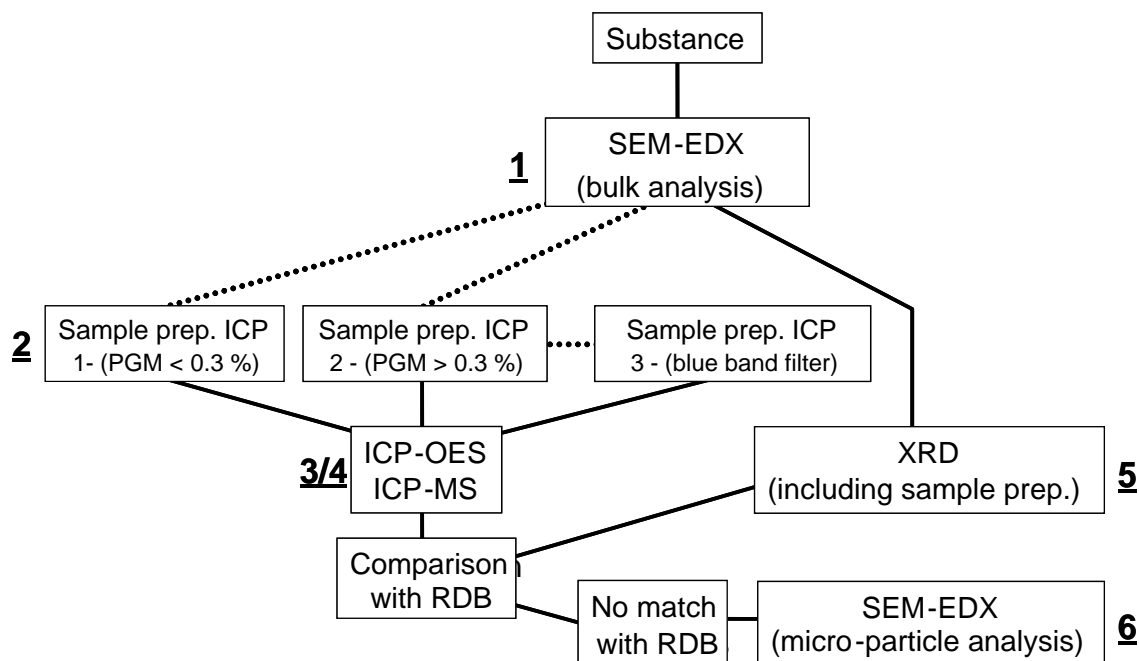 Substance
1
SEM-EDX
(bulk analysis)
2
Sample prep. ICP
1- (PGM < 0.3 %)
Sample prep. ICP
2 - (PGM > 0.3 %)
Sample prep. ICP
3 - (blue band filter)
3/4
ICP-OES
ICP-MS
XRD
(including sample prep.)
5
Comparison
with RDB
No match
with RDB
SEM-EDX
(micro-particle analysis)
6